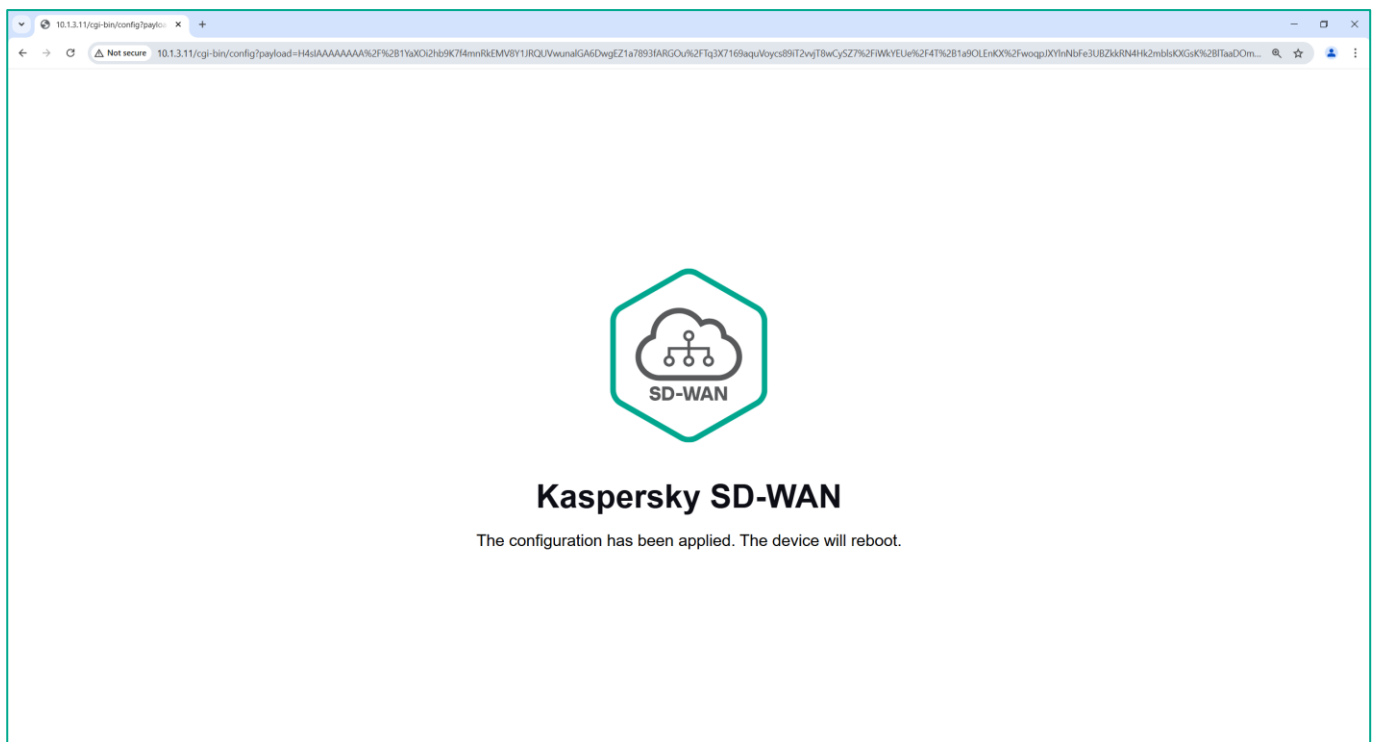 10.1.3.11/cgi-bin/config?paylo
Not secure 10.1.3.11/cgi-bin/config?payload=H4sIAAAAAAAA%2F%2B1YaXOi2hb9K7f4mnRkEMV8Y1JRQUVwunalGA6DwgEZ1a7893fARGOu%2FTq3X7169aquVoycs89iT2vvjT8wCySZ7%2FiWkYEUe%2F4T%2B1a9OLEnKX%2FwoqpJXYlnNbFe3UBZkkRN4Hk2mblsKXGsK%2BlTaaDOm...
SD-WAN
Kaspersky SD-WAN
The configuration has been applied. The device will reboot.